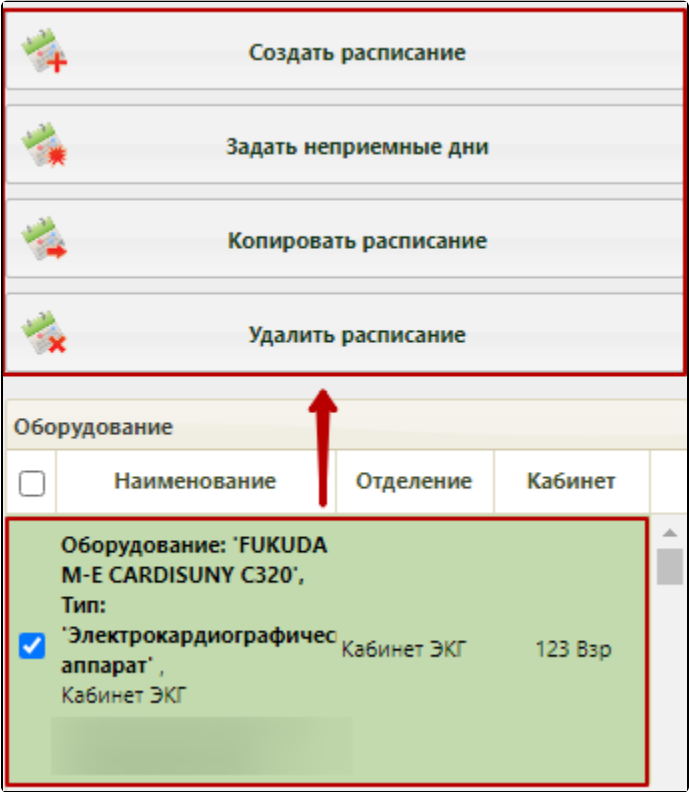 Создать расписание
Задать неприемные дни
Копировать расписание
Удалить расписание
Оборудование
Наименование Отделение Кабинет
Оборудование: 'FUKUDA
M-E CARDISUNY C320',
Тип:
'Электрокардиографичес
аппарат' ,
Кабинет ЭКГ
Кабинет ЭКГ
123 Взр